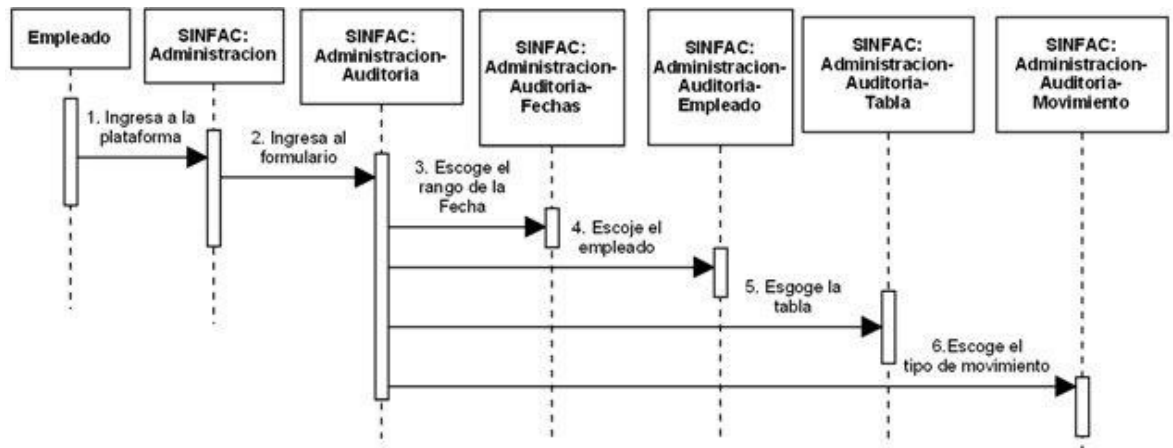 Empleado
SINFAC:
Administracion
SINFAC:
Administracion-
Auditoria
SINFAC:
Administracion-
Auditoria-
Fechas
SINFAC:
Administracion-
Auditoria-
Empleado
SINFAC:
Administracion-
Auditoria-
Tabla
SINFAC:
Administracion-
Auditoria-
Movimiento
1. Ingresa a la
plataforma
2. Ingresa al
formulario
3. Escoge el
rango de la
Fecha
4. Escoje el
empleado
5. Esgoge la
tabla
6.Escoge el
tipo de movimiento